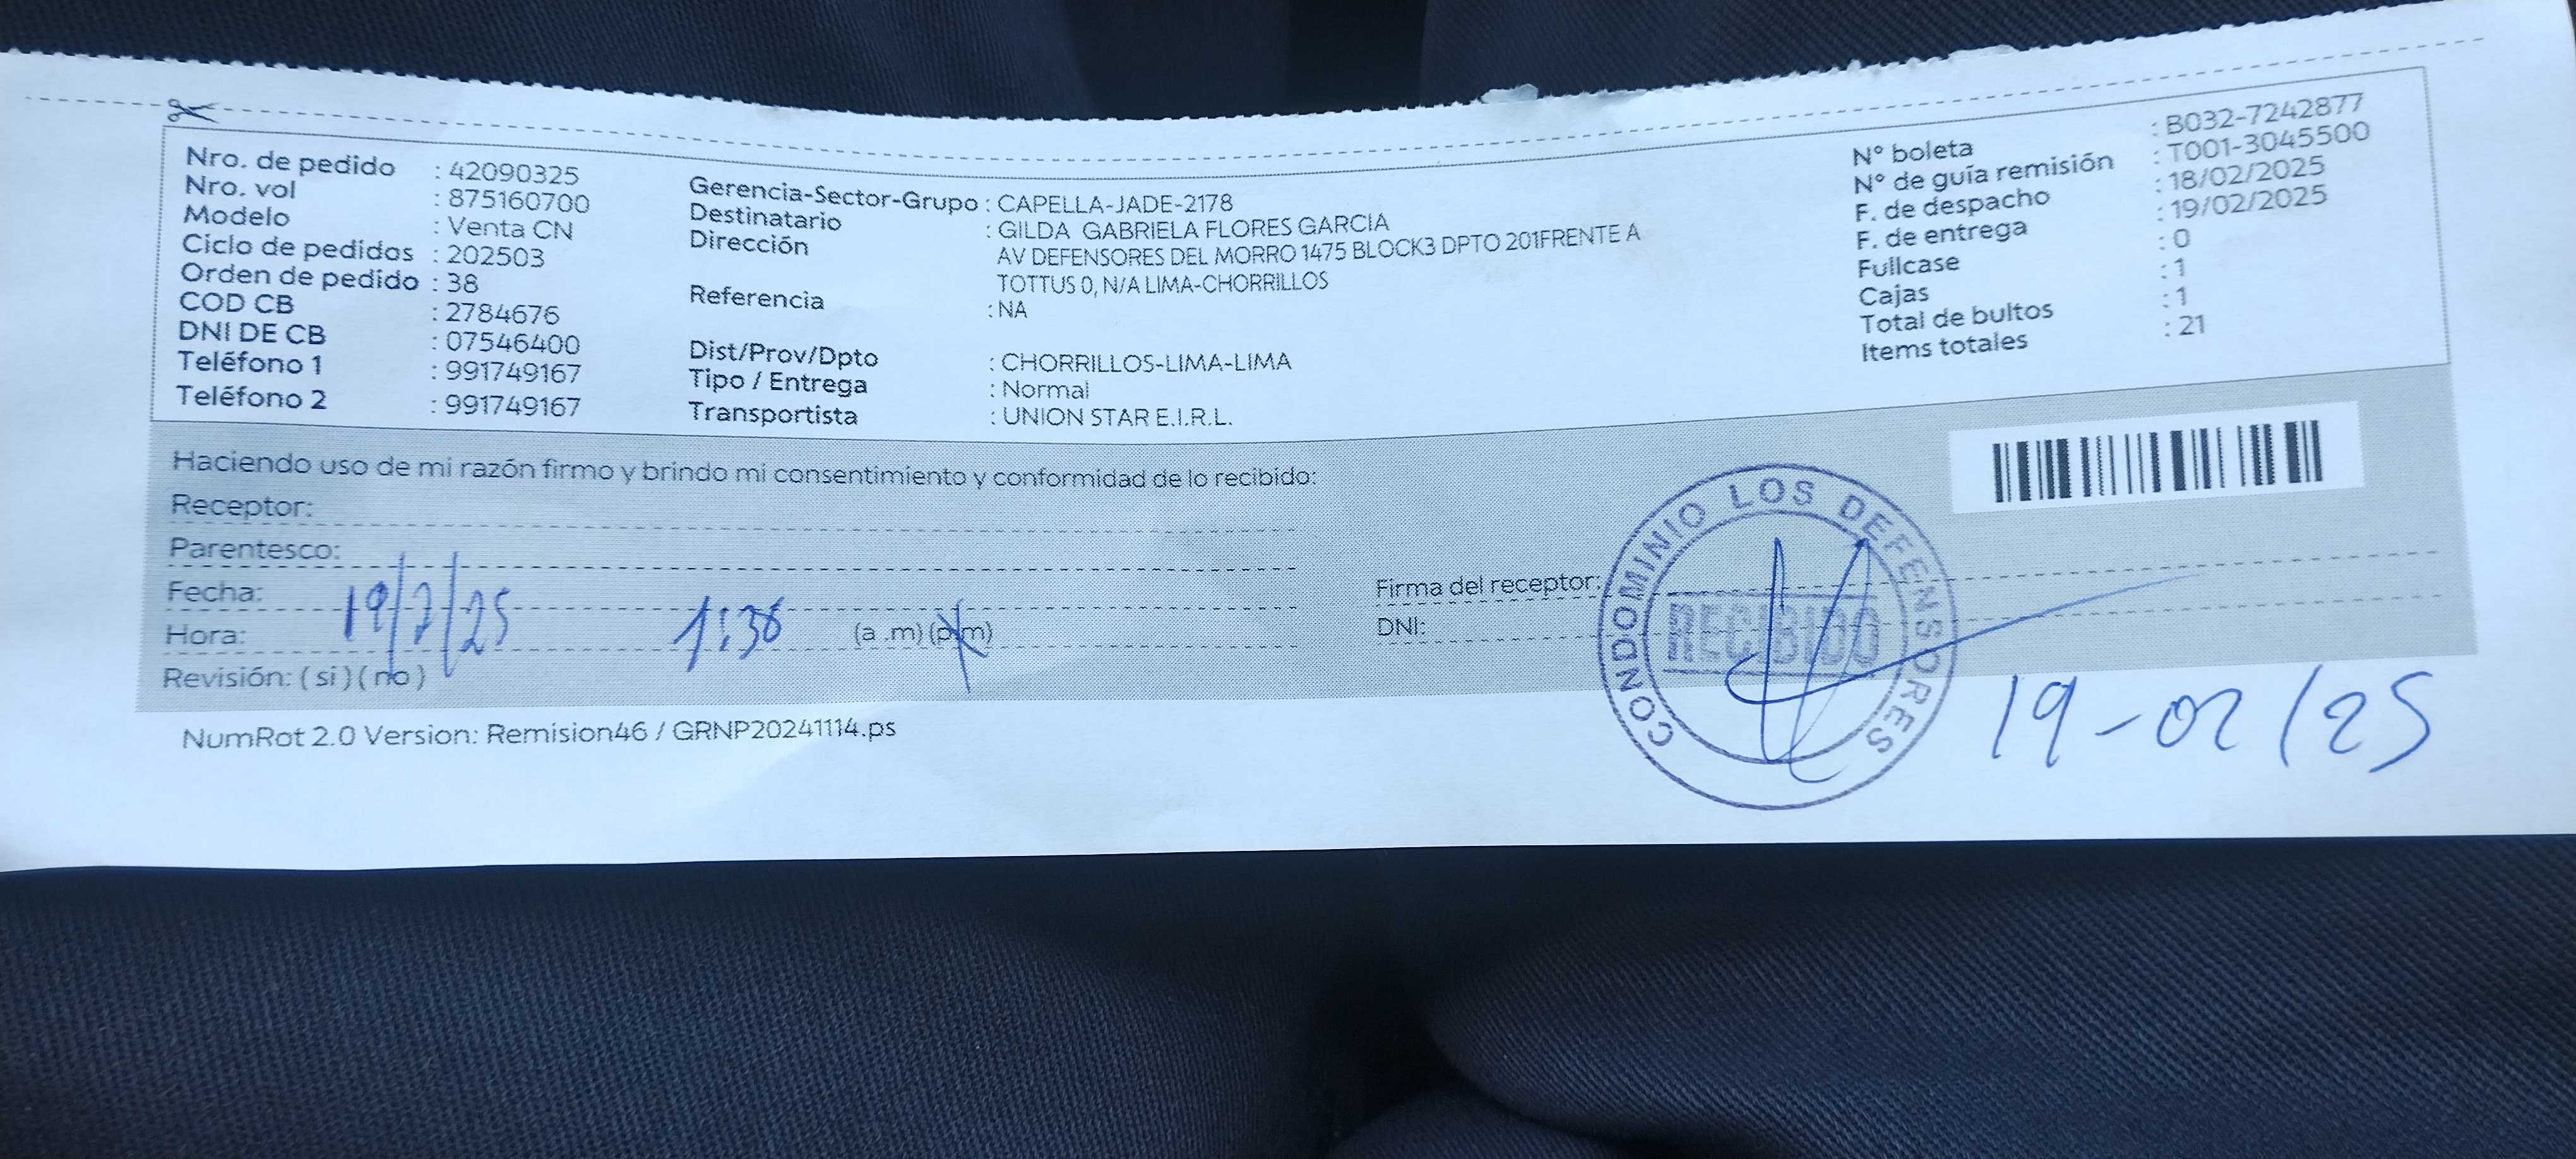 Nro. de pedido : 42090325
Nro. vol : 875160700
Modelo : Venta CN
Ciclo de pedidos : 202503
Orden de pedido : 38
COD CB : 2784676
DNI DE CB : 07546400
Teléfono 1 : 991749167
Teléfono 2 : 991749167
Gerencia-Sector-Grupo : CAPELLA-JADE-2178
Destinatario : GILDA GABRIELA FLORES GARCIA
Dirección AV DEFENSORES DEL MORRO 1475 BLOCK3 DPTO 201FRENTE A
TOTTUS 0, N/A LIMA-CHORRILLOS
Referencia : NA
Dist/Prov/Dpto : CHORRILLOS-LIMA-LIMA
Tipo / Entrega : Normal
Transportista : UNION STAR E.I.R.L.
N° boleta : B032-7242877
N° de guía remisión : T001-3045500
F. de despacho : 18/02/2025
F. de entrega : 19/02/2025
Fullcase : 0
Cajas : 1
Total de bultos : 1
Items totales : 21
Haciendo uso de mi razón firmo y brindo mi consentimiento y conformidad de lo recibido:
Receptor:
Parentesco:
Fecha: 19/2/25
Hora: 1:38 (a .m) (p.m)
Revisión: ( si ) ( no )
Firma del receptor:
DNI:
CONDOMINIO LOS DEFENSORES
RECIBIDO
19-02/25
NumRot 2.0 Version: Remision46 / GRNP20241114.ps